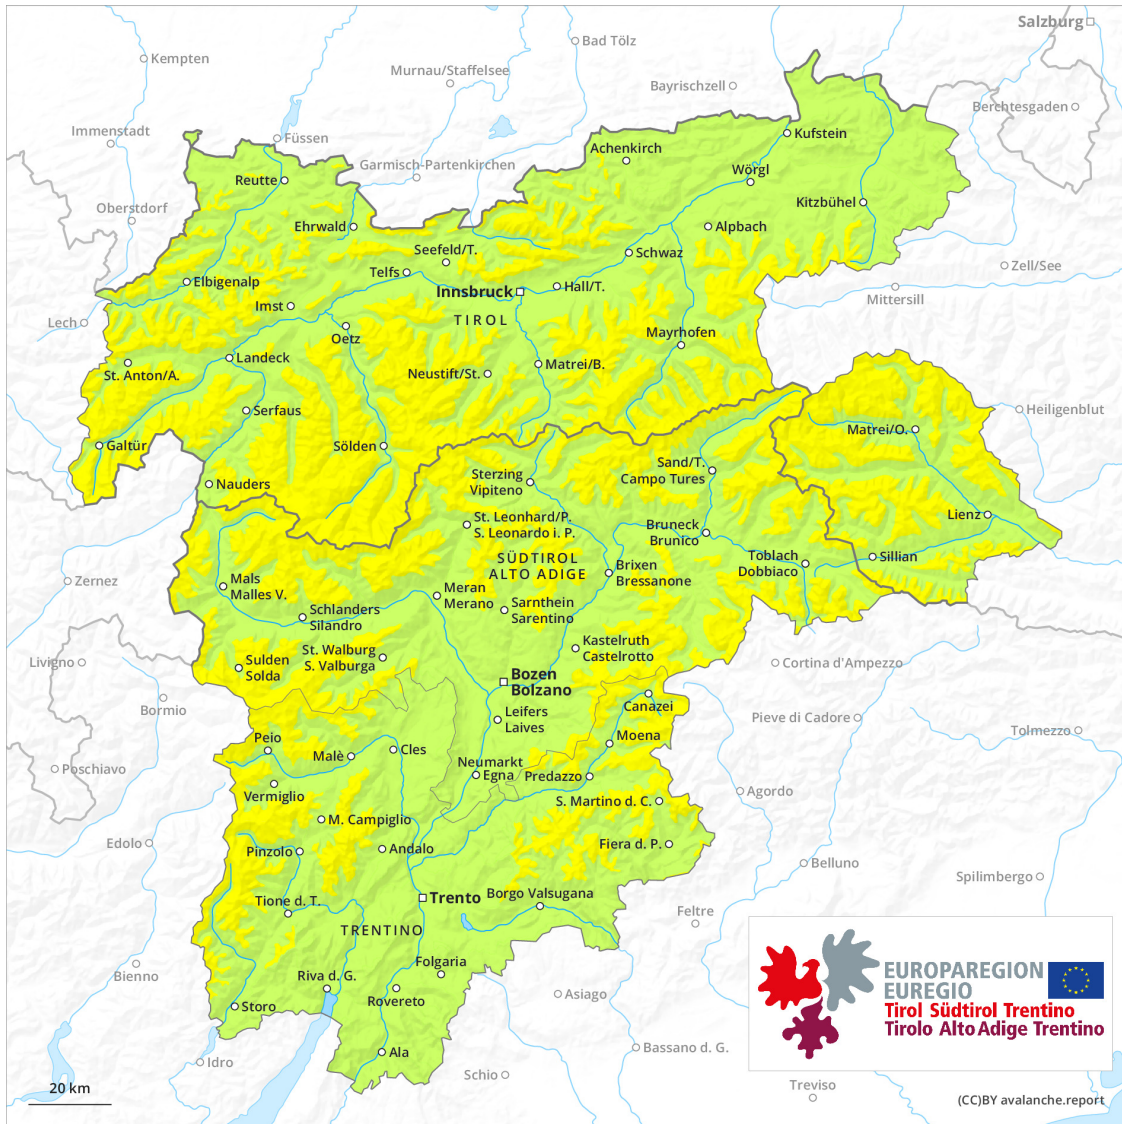 Salzburg
Bad Tölz
Kempten
Murnau/Staffelsee
Bayrischzell
Berchtesgaden
Immenstadt
Füssen
Kufstein
Achenkirch
Garmisch-Partenkirchen
Wörgl
Reutte
Oberstdorf
Kitzbühel
Ehrwald
Alpbach
Seefeld/T.
Schwaz
Telfs
Zell/See
Elbigenalp
Hall/T.
Innsbruck
Mittersill
Imst
TIROL
Lech
Oetz
Mayrhofen
Landeck
Matrei/B.
St. Anton/A.
Neustift/St.
Serfaus
Heiligenblut
Matrei/O.
Galtür
Sölden
Sand/T.
Campo Tures
Sterzing
Vipiteno
Nauders
Lienz
St. Leonhard/P.
S. Leonardo i. P.
Bruneck
Brunico
SÜDTIROL
ALTO ADIGE
Toblach
Dobbiaco
Sillian
Brixen
Bressanone
Zernez
Mals
Malles V.
Meran
Merano
Sarnthein
Sarentino
Schlanders
Silandro
Kastelruth
Castelrotto
St. Walburg
S. Valburga
Livigno
Sulden
Solda
Cortina d'Ampezzo
Bozen
Bolzano
Bormio
Canazei
Leifers
Laives
Pieve di Cadore
Tolmezzo
Moena
Peio
Cles
Malè
Neumarkt
Egna
Predazzo
Poschiavo
Vermiglio
Agordo
S. Martino d. C.
M. Campiglio
Edolo
Fiera d. P.
Pinzolo
Andalo
Belluno
Spilimbergo
Trento
Borgo Valsugana
Tione d. T.
Feltre
TRENTINO
Folgaria
Bienno
Riva d. G.
Rovereto
Asiago
Storo
EUROPAREGION
EUREGIO
Tirol Südtirol Trentino
Tirolo Alto Adige Trentino
Ala
Bassano d. G.
Idro
Schio
Treviso
20 km
(CC)BY avalanche.report